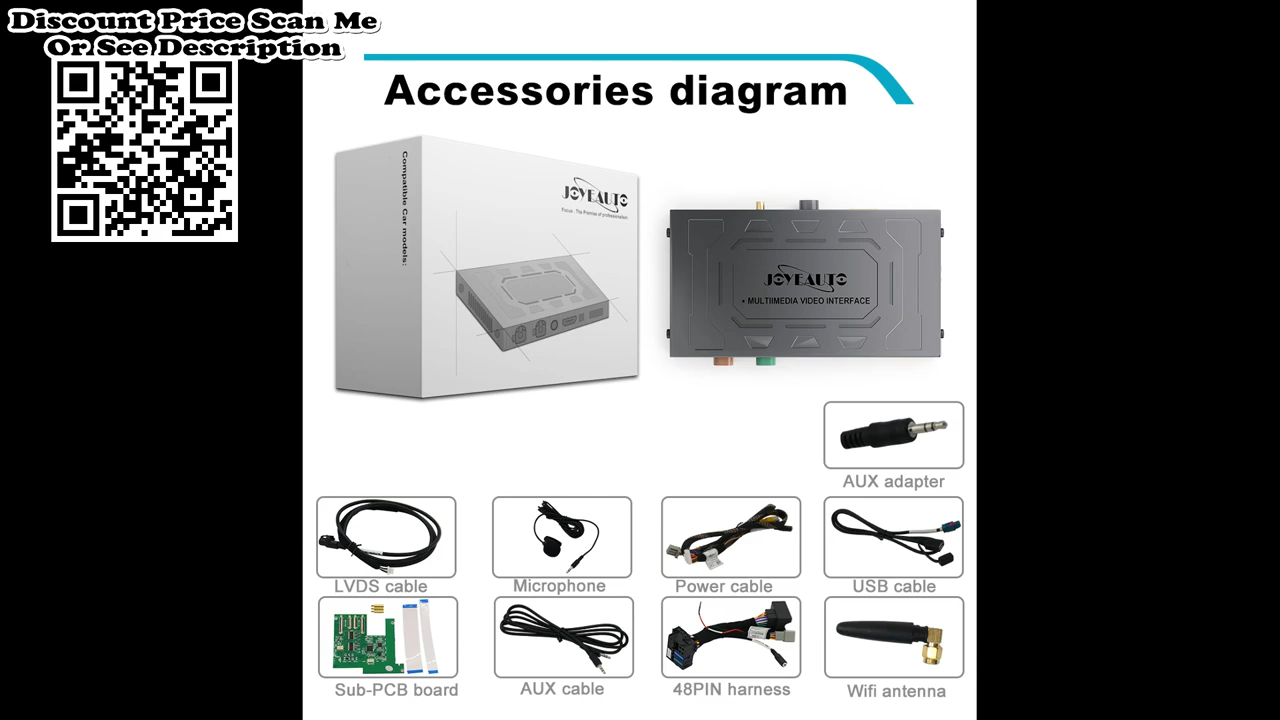 Discount Price Scan Me
Or See Description
Accessories diagram
Compatible Car models:
JOYEAUTO
Focus . The Premise of professionalism
JOYEAUTO
MULTIIMEDIA VIDEO INTERFACE
AUX adapter
LVDS cable
Microphone
Power cable
USB cable
Sub-PCB board
AUX cable
48PIN harness
Wifi antenna